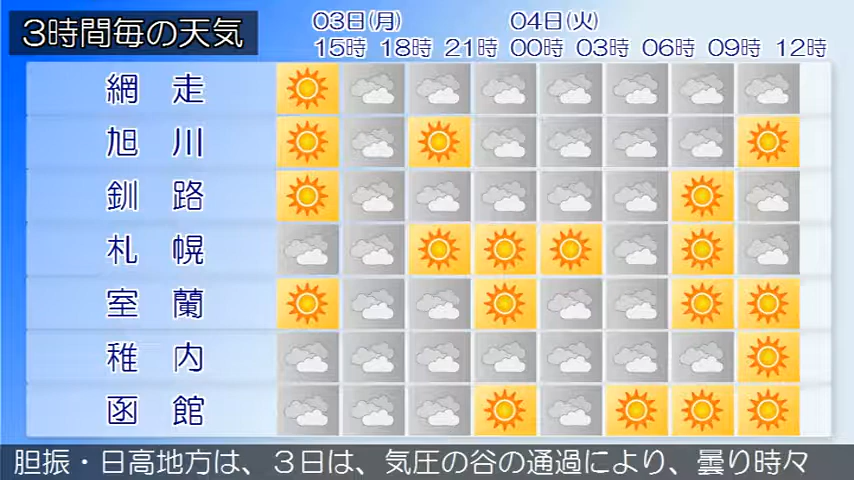 3時間毎の天気
03日(月) 04日(火)
15時 18時 21時 00時 03時 06時 09時 12時
網走
旭川
釧路
札幌
室蘭
稚内
函館
胆振・日高地方は、３日は、気圧の谷の通過により、曇り時々